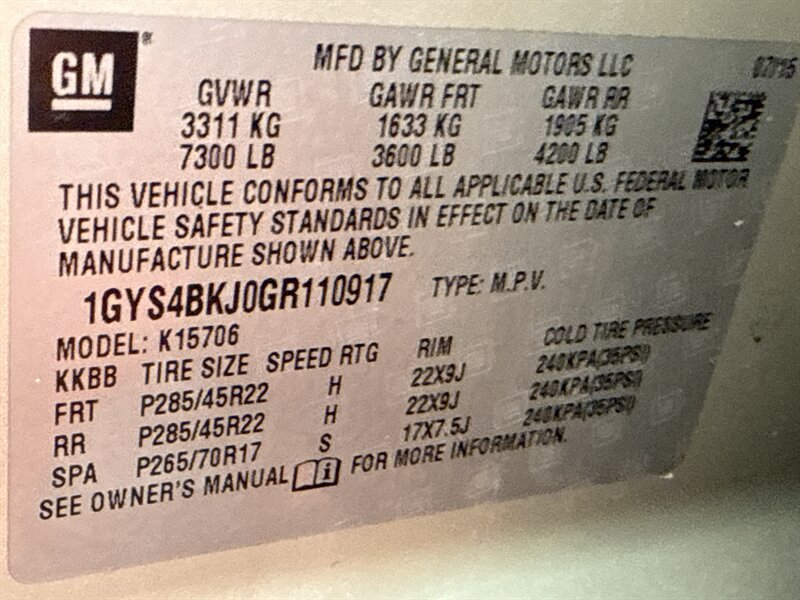 GM
MFD BY GENERAL MOTORS LLC 07/15
GVWR GAWR FRT GAWR RR
3311 KG 1633 KG 1905 KG
7300 LB 3600 LB 4200 LB
THIS VEHICLE CONFORMS TO ALL APPLICABLE U.S. FEDERAL MOTOR
VEHICLE SAFETY STANDARDS IN EFFECT ON THE DATE OF
MANUFACTURE SHOWN ABOVE.
1GYS4BKJ0GR110917 TYPE: M.P.V.
MODEL: K15706
KKBB TIRE SIZE SPEED RTG RIM COLD TIRE PRESSURE
FRT P285/45R22 H 22X9J 240KPA(35PSI)
RR P285/45R22 H 22X9J 240KPA(35PSI)
SPA P265/70R17 S 17X7.5J 240KPA(35PSI)
SEE OWNER'S MANUAL i FOR MORE INFORMATION.